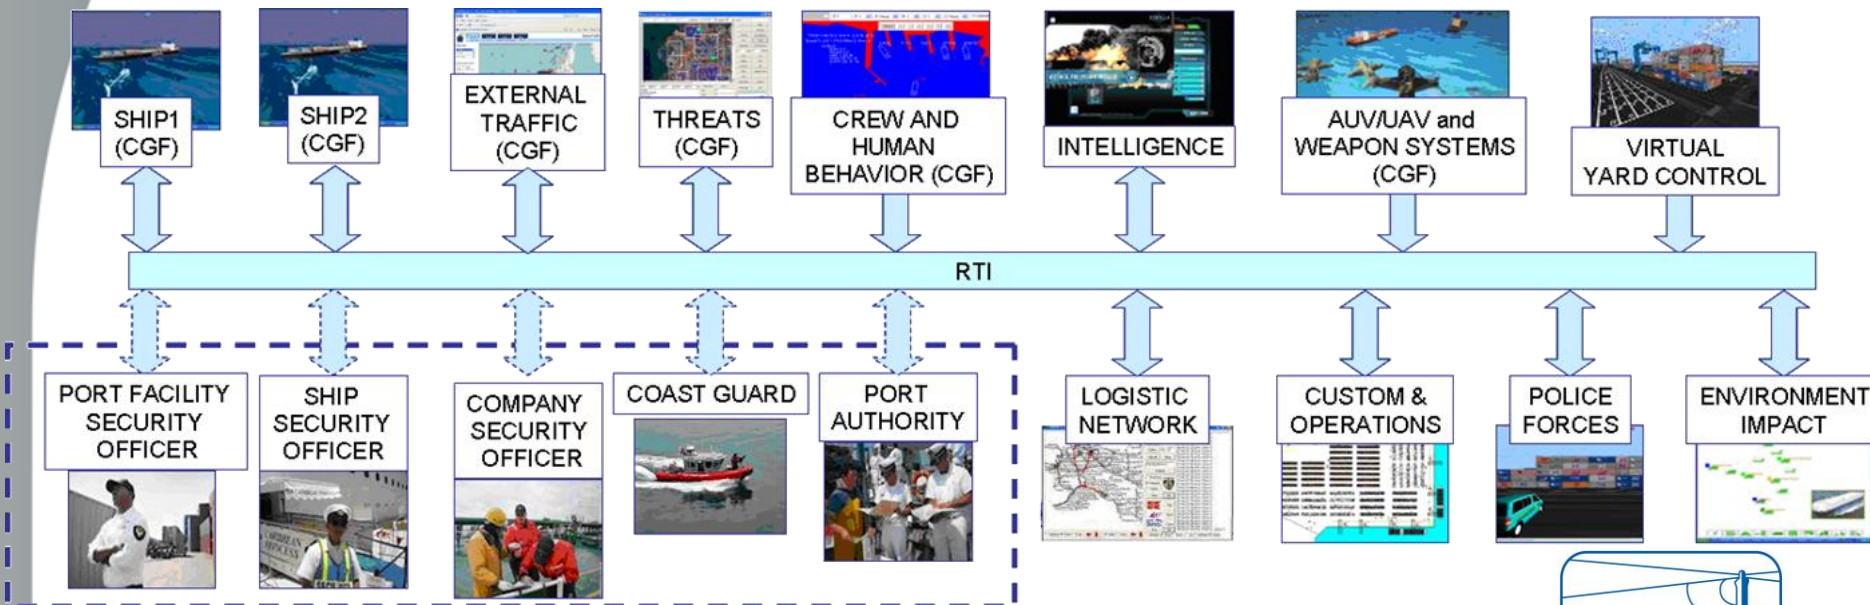 SHIP1
(CGF)
SHIP2
(CGF)
EXTERNAL
TRAFFIC
(CGF)
THREATS
(CGF)
CREW AND
HUMAN
BEHAVIOR (CGF)
INTELLIGENCE
AUV/UAV and
WEAPON SYSTEMS
(CGF)
VIRTUAL
YARD CONTROL
RTI
PORT FACILITY
SECURITY
OFFICER
SHIP
SECURITY
OFFICER
COMPANY
SECURITY
OFFICER
COAST GUARD
PORT
AUTHORITY
LOGISTIC
NETWORK
CUSTOM &
OPERATIONS
POLICE
FORCES
ENVIRONMENT
IMPACT